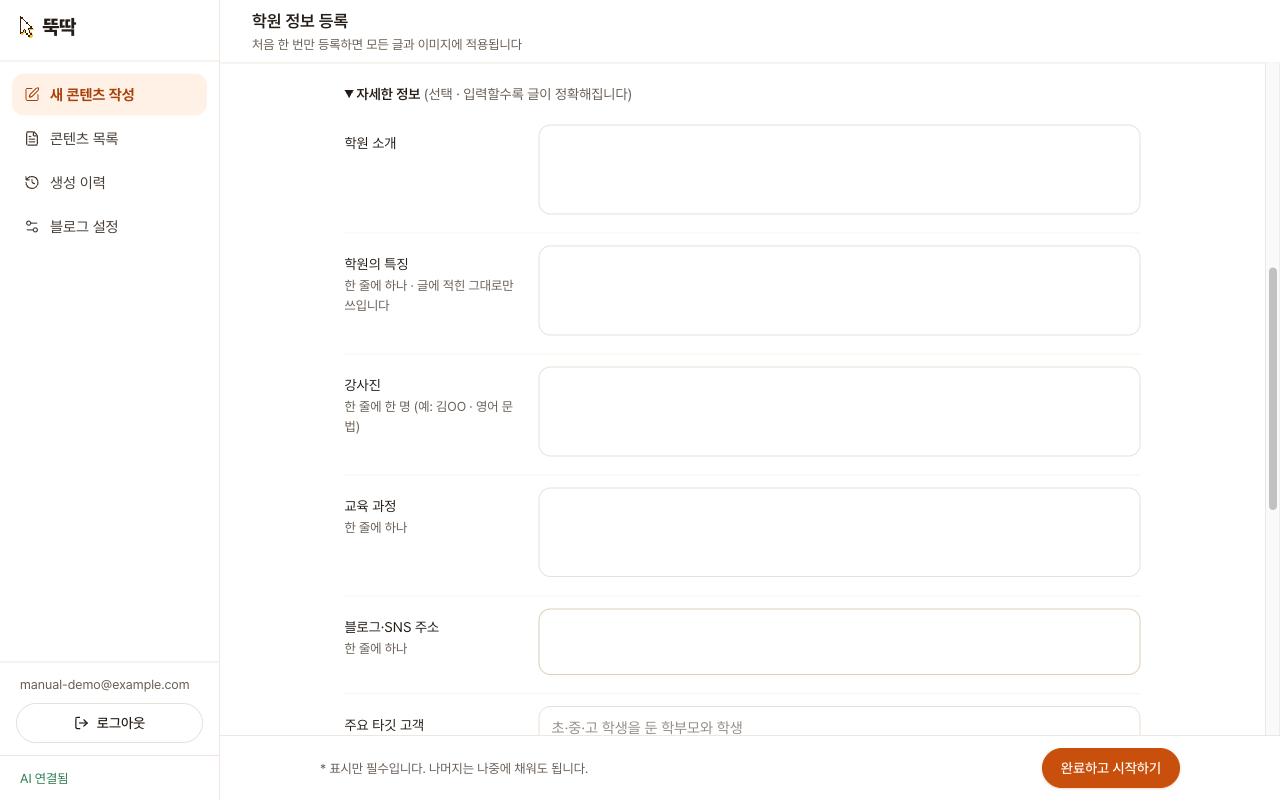 뚝딱
새 콘텐츠 작성
콘텐츠 목록
생성 이력
블로그 설정
manual-demo@example.com
로그아웃
AI 연결됨
학원 정보 등록
처음 한 번만 등록하면 모든 글과 이미지에 적용됩니다
▼ 자세한 정보 (선택 · 입력할수록 글이 정확해집니다)
학원 소개
학원의 특징
한 줄에 하나 · 글에 적힌 그대로만
쓰입니다
강사진
한 줄에 한 명 (예: 김OO · 영어 문
법)
교육 과정
한 줄에 하나
블로그·SNS 주소
한 줄에 하나
주요 타깃 고객
초·중·고 학생을 둔 학부모와 학생
* 표시만 필수입니다. 나머지는 나중에 채워도 됩니다.
완료하고 시작하기